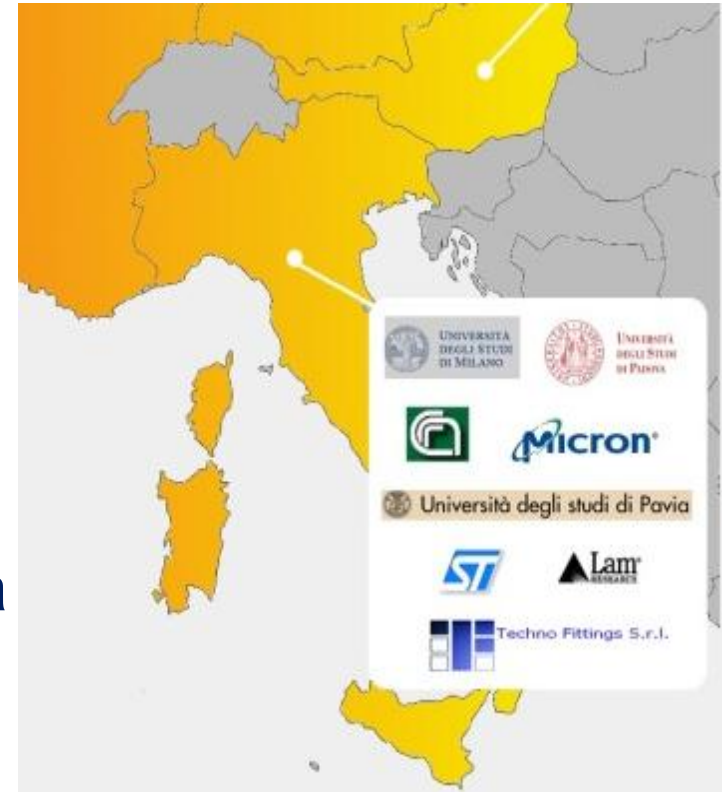 UNIVERSITÀ
DEGLI STUDI
DI MILANO
UNIVERSITÀ
DEGLI STUDI
DI PADOVA
Micron®
Università degli studi di Pavia
ST
Lam®
RESEARCH
Techno Fittings S.r.l.